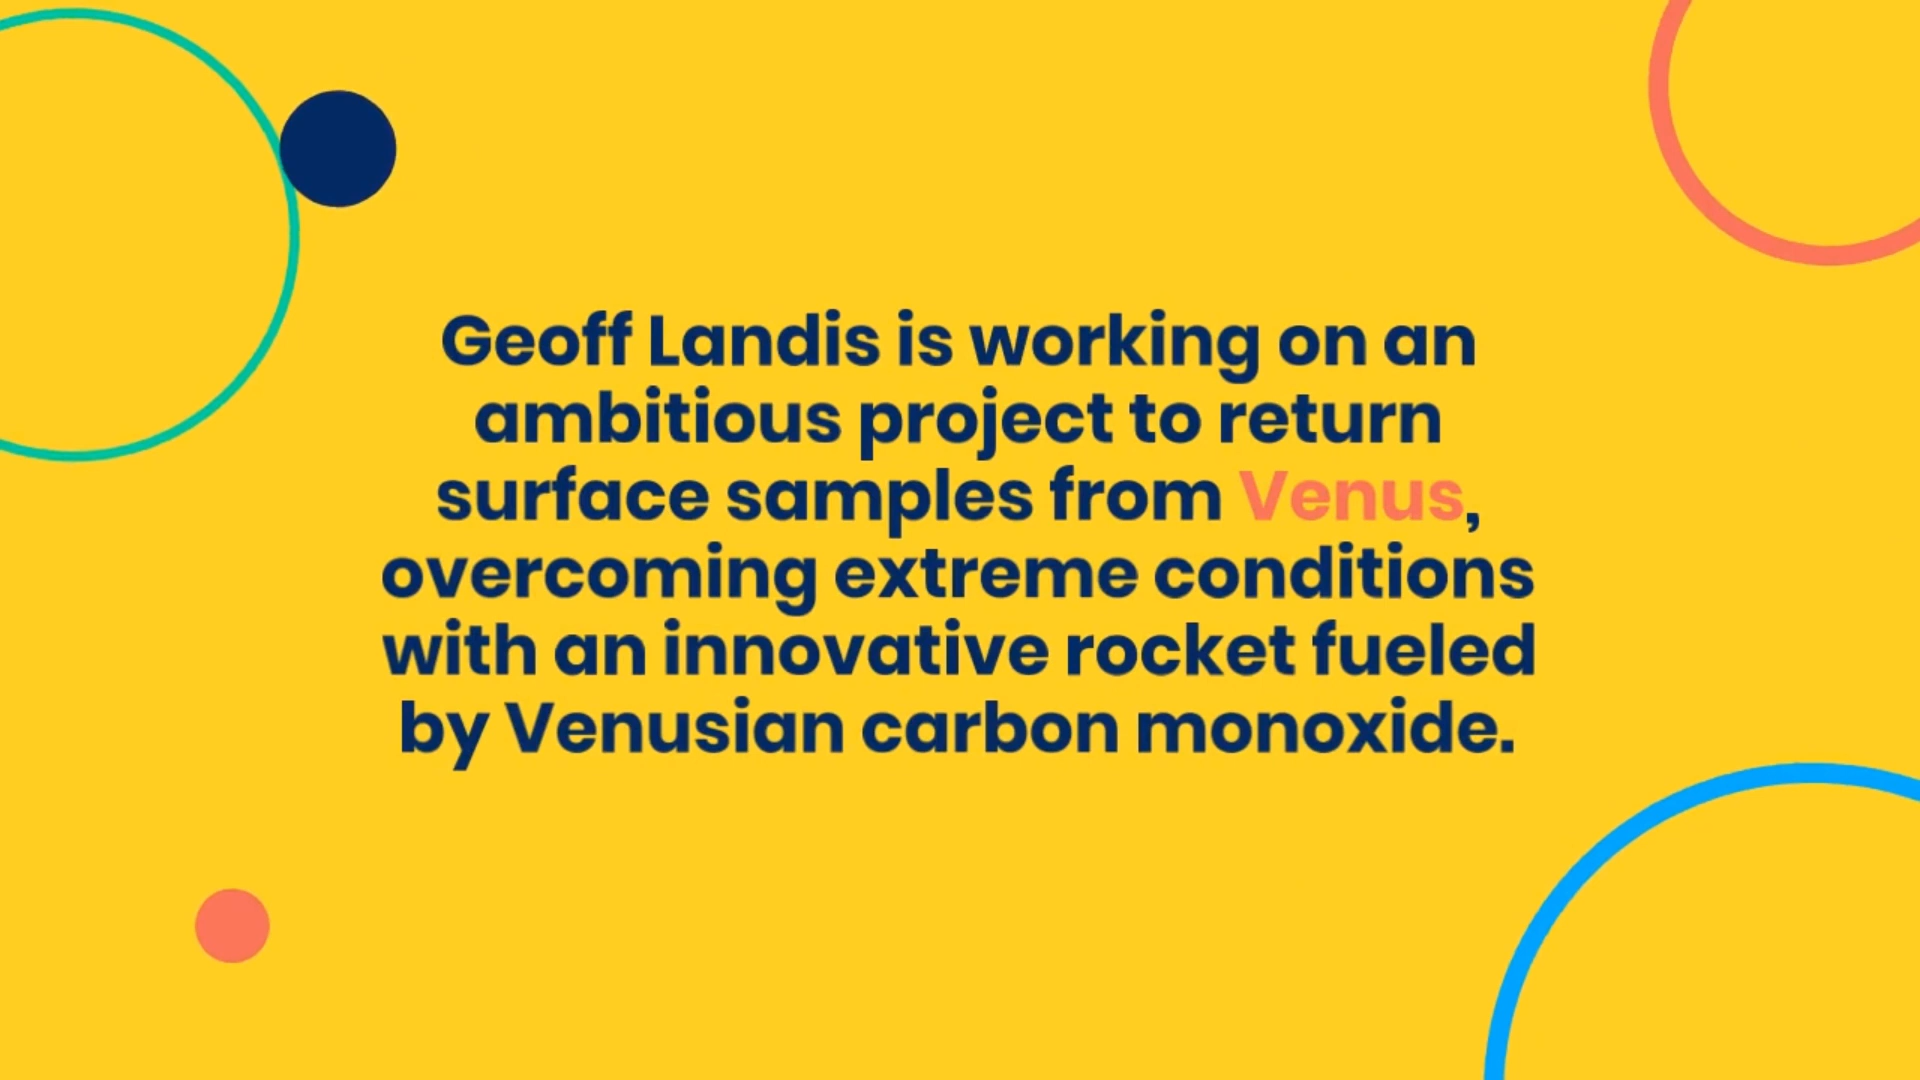 Geoff Landis is working on an
ambitious project to return
surface samples from Venus,
overcoming extreme conditions
with an innovative rocket fueled
by Venusian carbon monoxide.